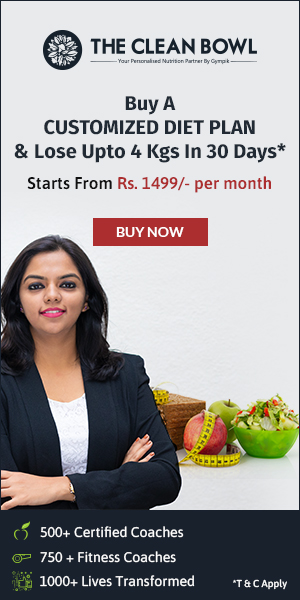 THE CLEAN BOWL
Your Personalised Nutrition Partner By Gympik
Buy A
CUSTOMIZED DIET PLAN
& Lose Upto 4 Kgs In 30 Days*
Starts From Rs. 1499/- per month
BUY NOW
500+ Certified Coaches
750 + Fitness Coaches
1000+ Lives Transformed
*T & C Apply